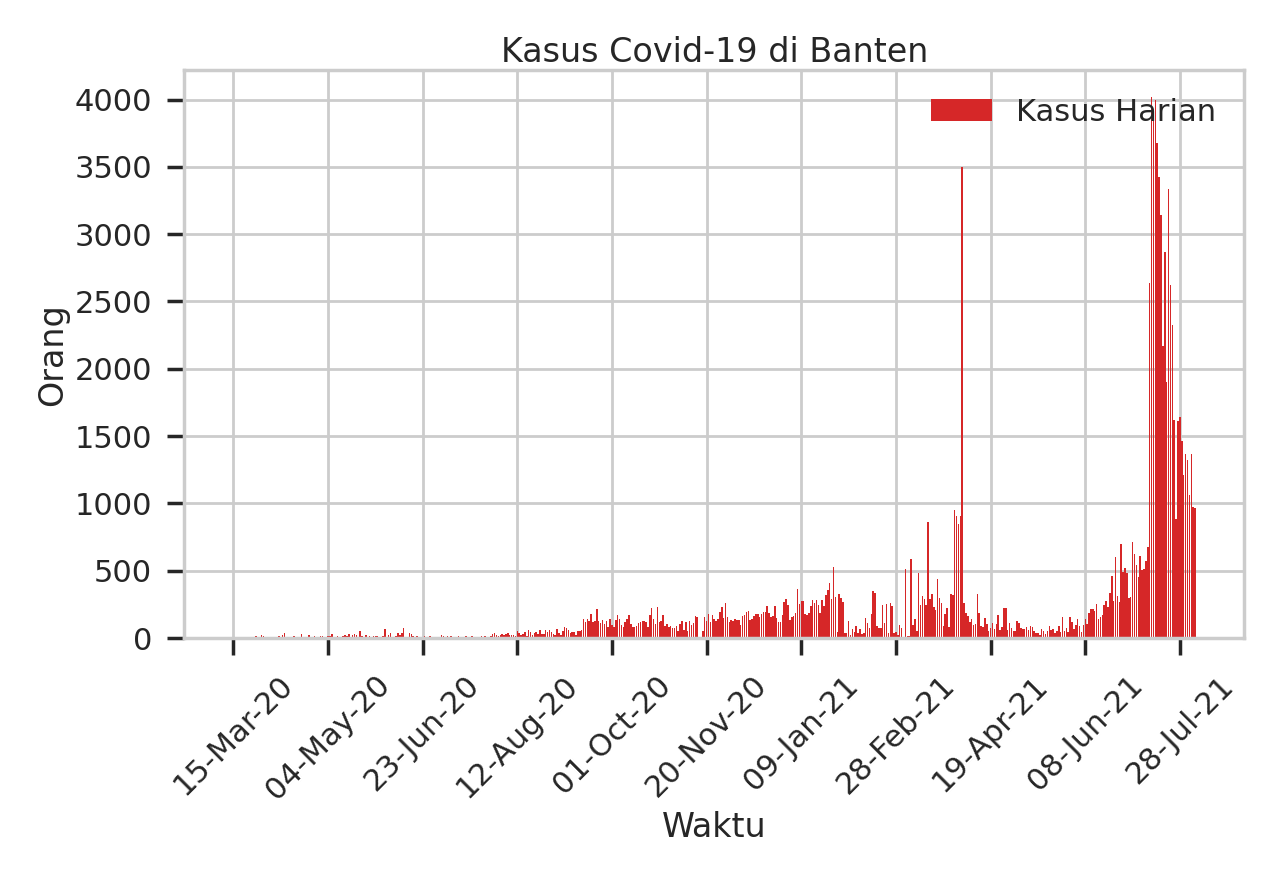 Kasus Covid-19 di Banten
Kasus Harian
Orang
4000
3500
3000
2500
2000
1500
1000
500
0
15-Mar-20
04-May-20
23-Jun-20
12-Aug-20
01-Oct-20
20-Nov-20
09-Jan-21
28-Feb-21
19-Apr-21
08-Jun-21
28-Jul-21
Waktu